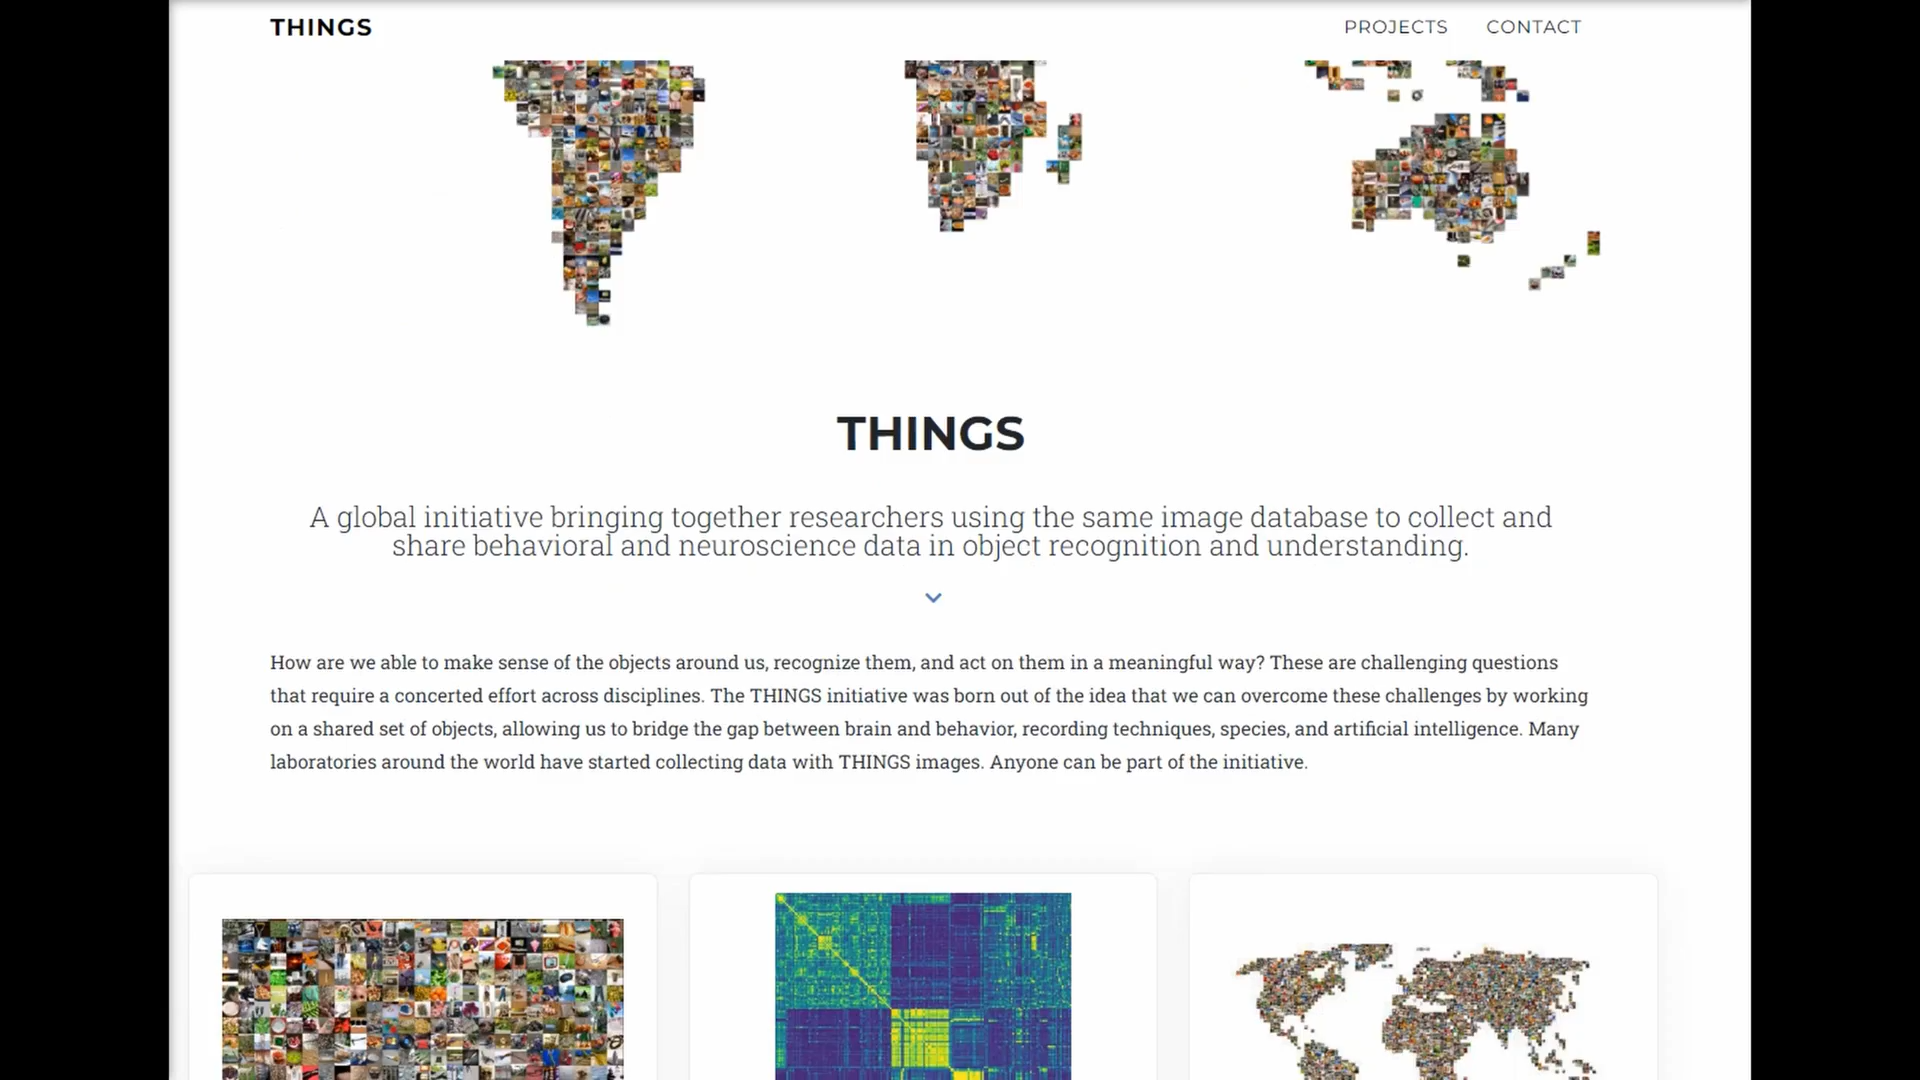 THINGS
PROJECTS
CONTACT
THINGS
A global initiative bringing together researchers using the same image database to collect and
share behavioral and neuroscience data in object recognition and understanding.
How are we able to make sense of the objects around us, recognize them, and act on them in a meaningful way? These are challenging questions
that require a concerted effort across disciplines. The THINGS initiative was born out of the idea that we can overcome these challenges by working
on a shared set of objects, allowing us to bridge the gap between brain and behavior, recording techniques, species, and artificial intelligence. Many
laboratories around the world have started collecting data with THINGS images. Anyone can be part of the initiative.